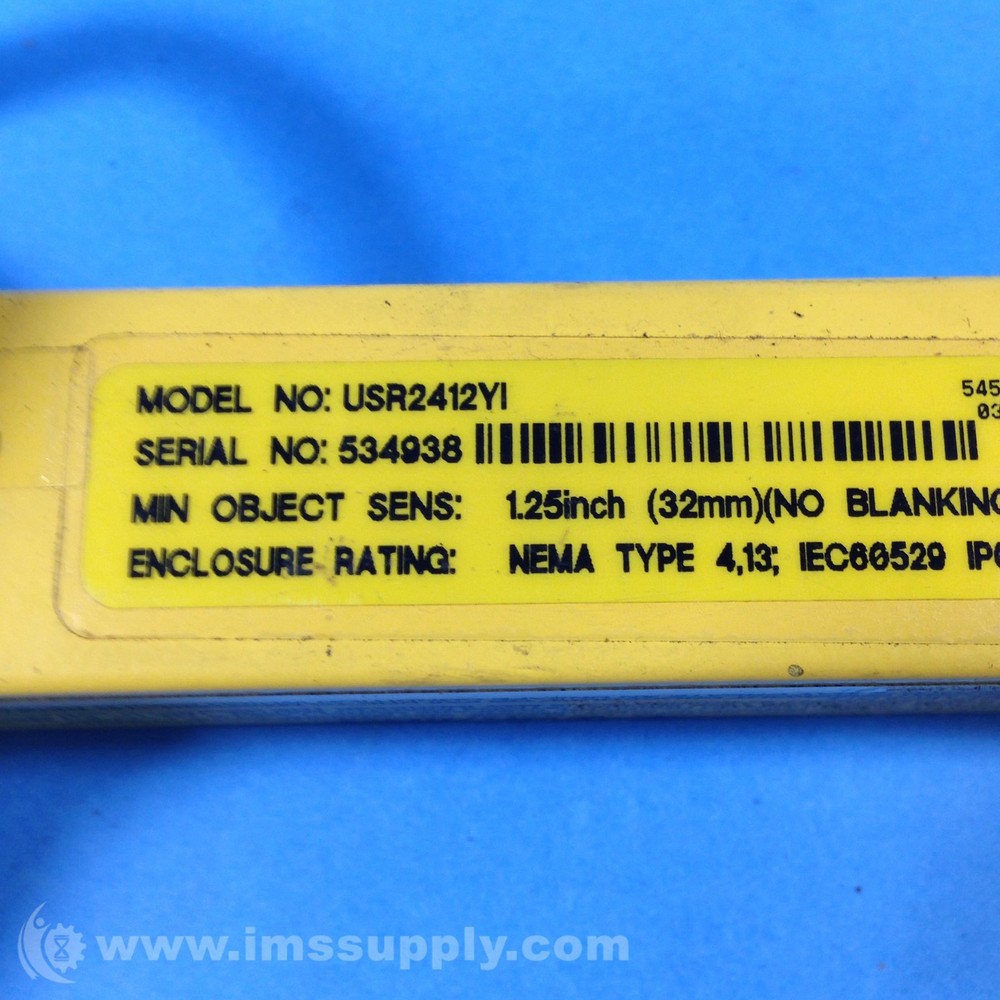 MODEL NO: USR2412YI
545
03
SERIAL NO: 534938
MIN OBJECT SENS: 1.25inch (32mm)(NO BLANKING
ENCLOSURE RATING: NEMA TYPE 4,13; IEC60529 IP6
www.imssupply.com